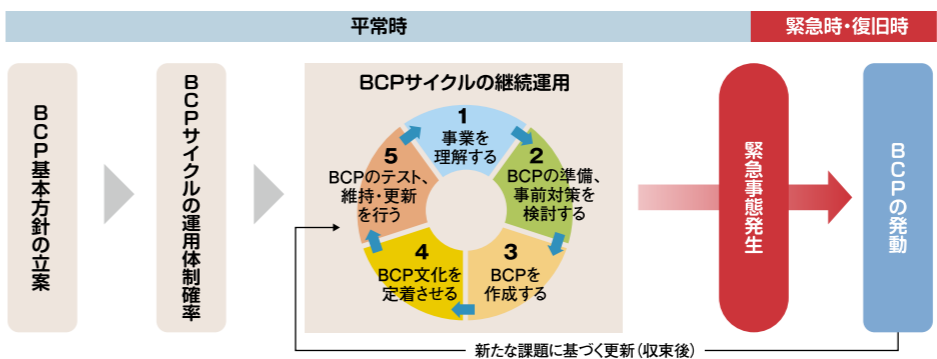 平常時
緊急時・復旧時
BCP基本方針の立案
BCPサイクルの運用体制確率
BCPサイクルの継続運用
1
事業を
理解する
2
BCPの準備、
事前対策を
検討する
3
BCPを
作成する
4
BCP文化を
定着させる
5
BCPのテスト、
維持・更新
を行う
緊急事態発生
BCPの発動
新たな課題に基づく更新（収束後）